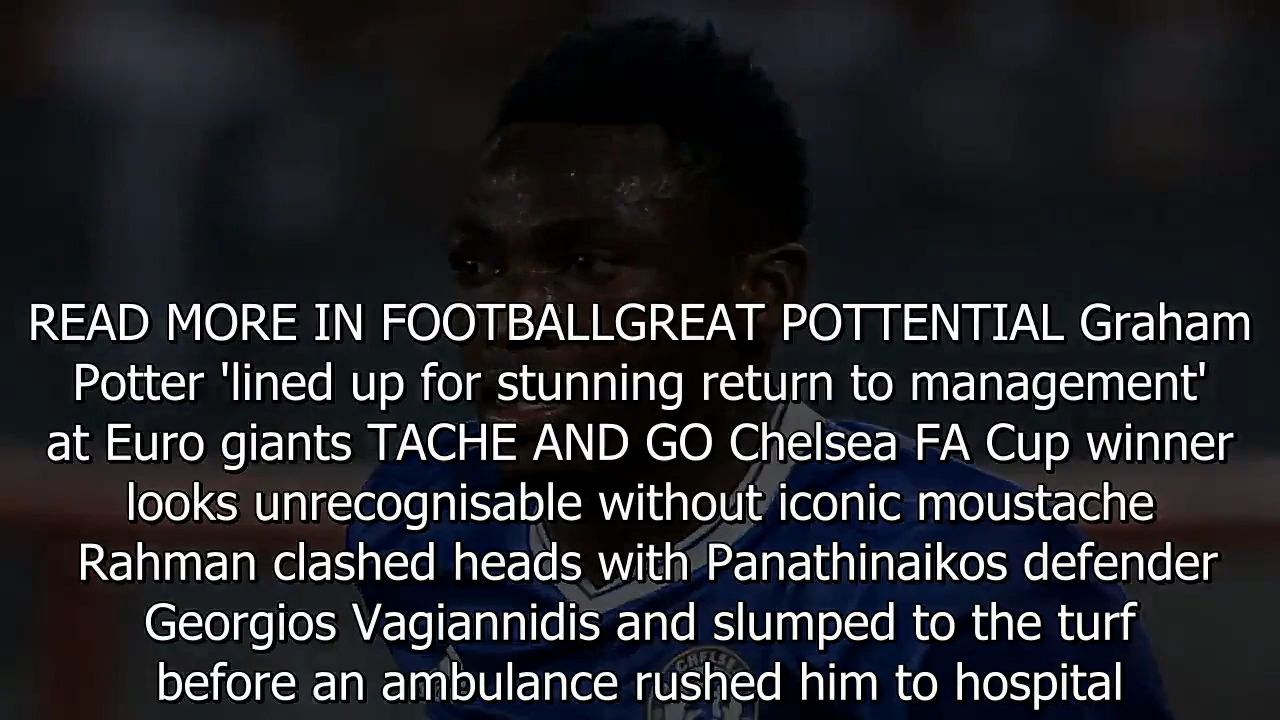 READ MORE IN FOOTBALLGREAT POTTENTIAL Graham
Potter 'lined up for stunning return to management'
at Euro giants TACHE AND GO Chelsea FA Cup winner
looks unrecognisable without iconic moustache
Rahman clashed heads with Panathinaikos defender
Georgios Vagiannidis and slumped to the turf
before an ambulance rushed him to hospital
CHELSE